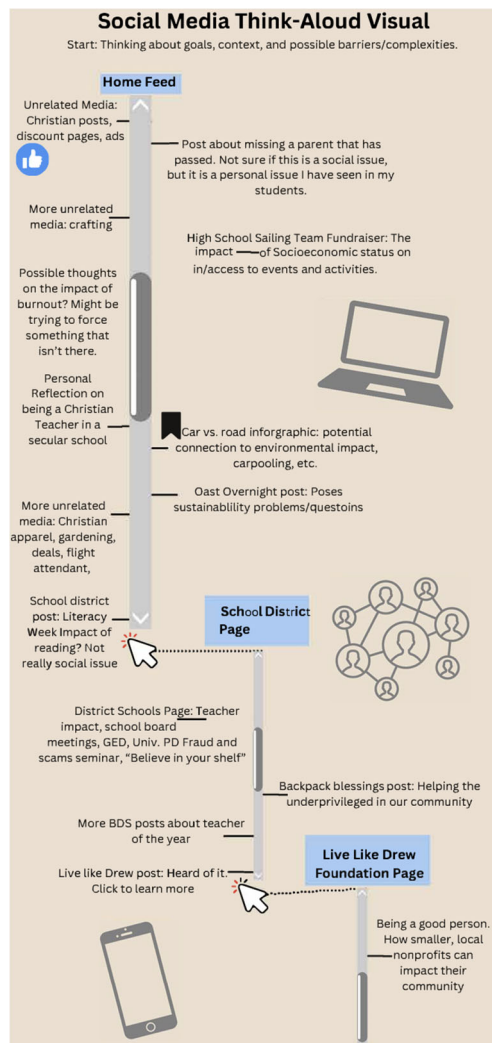 Social Media Think-Aloud Visual
Start: Thinking about goals, context, and possible barriers/complexities.
Home Feed
Unrelated Media:
Christian posts,
discount pages, ads
Post about missing a parent that has
passed. Not sure if this is a social issue,
but it is a personal issue I have seen in my
students.
More unrelated
media: crafting
High School Sailing Team Fundraiser: The
impact of Socioeconomic status on
in/access to events and activities.
Possible thoughts
on the impact of
burnout? Might be
trying to force
something that
isn't there.
Personal
Reflection on
being a Christian
Teacher in a
secular school
Car vs. road inforgraphic: potential
connection to environmental impact,
carpooling, etc.
Oast Overnight post: Poses
sustainablility problems/questoins
More unrelated
media: Christian
apparel, gardening,
deals, flight
attendant,
School district
post: Literacy
Week Impact of
reading? Not
really social issue
School District
Page
District Schools Page: Teacher
impact, school board
meetings, GED, Univ. PD Fraud and
scams seminar, "Believe in your shelf"
Backpack blessings post: Helping the
underprivileged in our community
More BDS posts about teacher
of the year
Live like Drew post: Heard of it.
Click to learn more
Live Like Drew
Foundation Page
Being a good person.
How smaller, local
nonprofits can
impact their
community